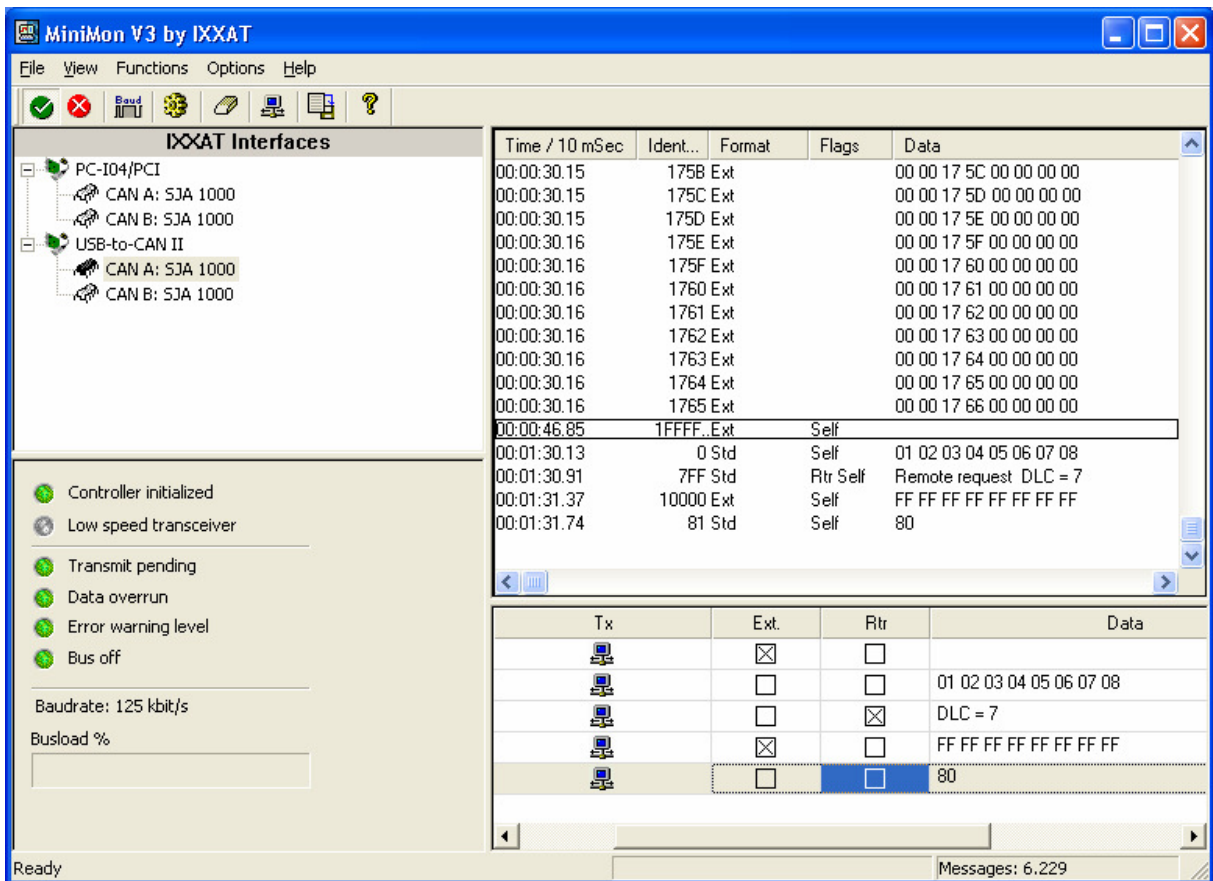 MiniMon V3 by IXXAT
File View Functions Options Help
Baud
IXXAT Interfaces
PC-I04/PCI
CAN A: SJA 1000
CAN B: SJA 1000
USB-to-CAN II
CAN A: SJA 1000
CAN B: SJA 1000
Controller initialized
Low speed transceiver
Transmit pending
Data overrun
Error warning level
Bus off
Baudrate: 125 kbit/s
Busload %
Time / 10 mSec Ident... Format Flags Data
00:00:30.15 175B Ext 00 00 17 5C 00 00 00 00
00:00:30.15 175C Ext 00 00 17 5D 00 00 00 00
00:00:30.15 175D Ext 00 00 17 5E 00 00 00 00
00:00:30.16 175E Ext 00 00 17 5F 00 00 00 00
00:00:30.16 175F Ext 00 00 17 60 00 00 00 00
00:00:30.16 1760 Ext 00 00 17 61 00 00 00 00
00:00:30.16 1761 Ext 00 00 17 62 00 00 00 00
00:00:30.16 1762 Ext 00 00 17 63 00 00 00 00
00:00:30.16 1763 Ext 00 00 17 64 00 00 00 00
00:00:30.16 1764 Ext 00 00 17 65 00 00 00 00
00:00:30.16 1765 Ext 00 00 17 66 00 00 00 00
00:00:46.85 1FFFF.. Ext Self
00:01:30.13 0 Std Self 01 02 03 04 05 06 07 08
00:01:30.91 7FF Std Rtr Self Remote request DLC = 7
00:01:31.37 10000 Ext Self FF FF FF FF FF FF FF FF
00:01:31.74 81 Std Self 80
Tx Ext. Rtr Data
01 02 03 04 05 06 07 08
DLC = 7
FF FF FF FF FF FF FF FF
80
Ready
Messages: 6.229